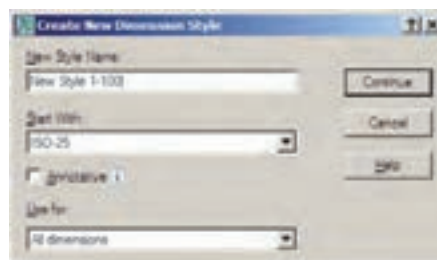 Create New Dimension Style
New Style Name:
New Style 1-100
Continue
Start With:
Cancel
ISO-25
Help
Annotative
Use for:
All dimensions